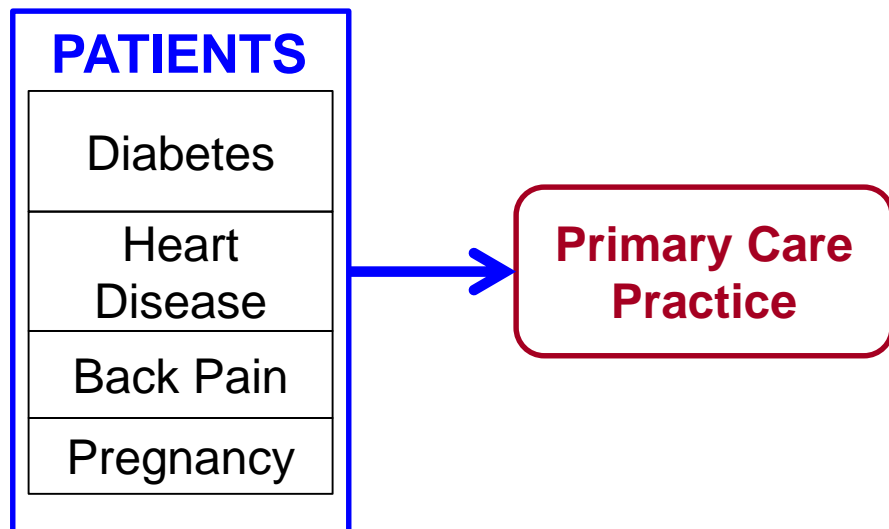 PATIENTS
Diabetes
Heart
Disease
Back Pain
Pregnancy
Primary Care
Practice